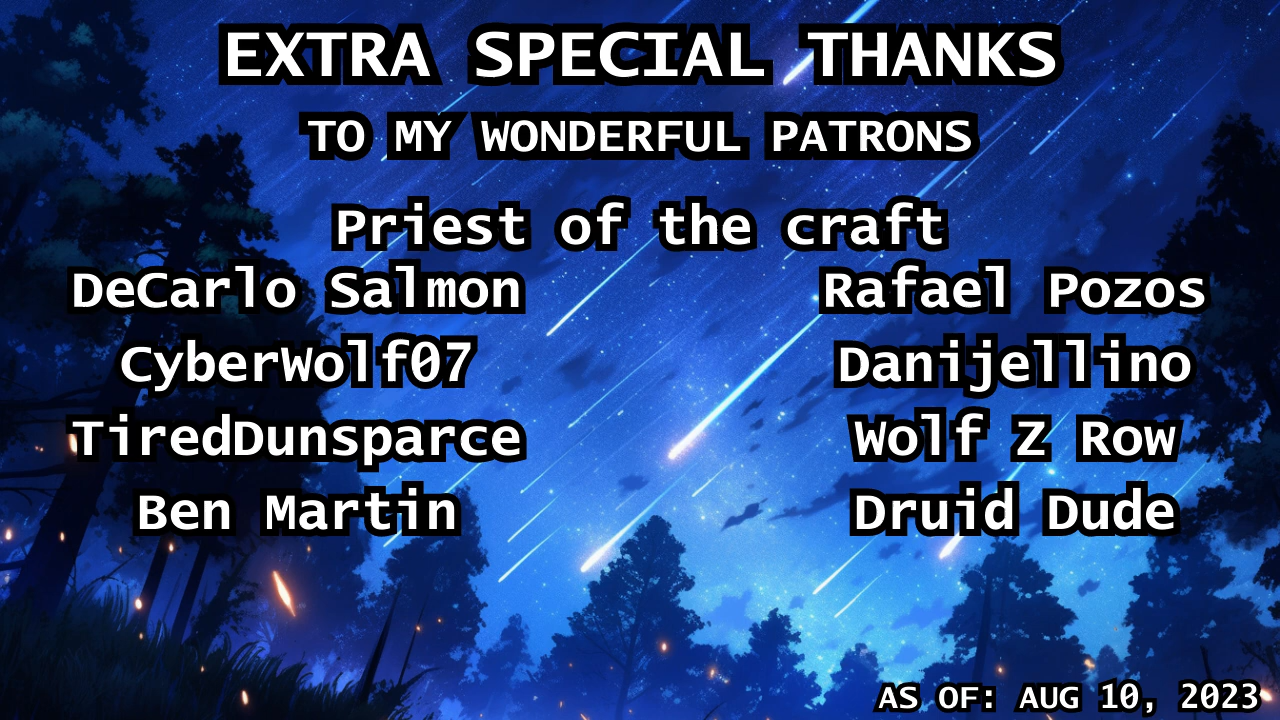 EXTRA SPECIAL THANKS
TO MY WONDERFUL PATRONS
Priest of the craft
DeCarlo Salmon
Rafael Pozos
CyberWolf07
Danijellino
TiredDunsparce
Wolf Z Row
Ben Martin
Druid Dude
AS OF: AUG 10, 2023